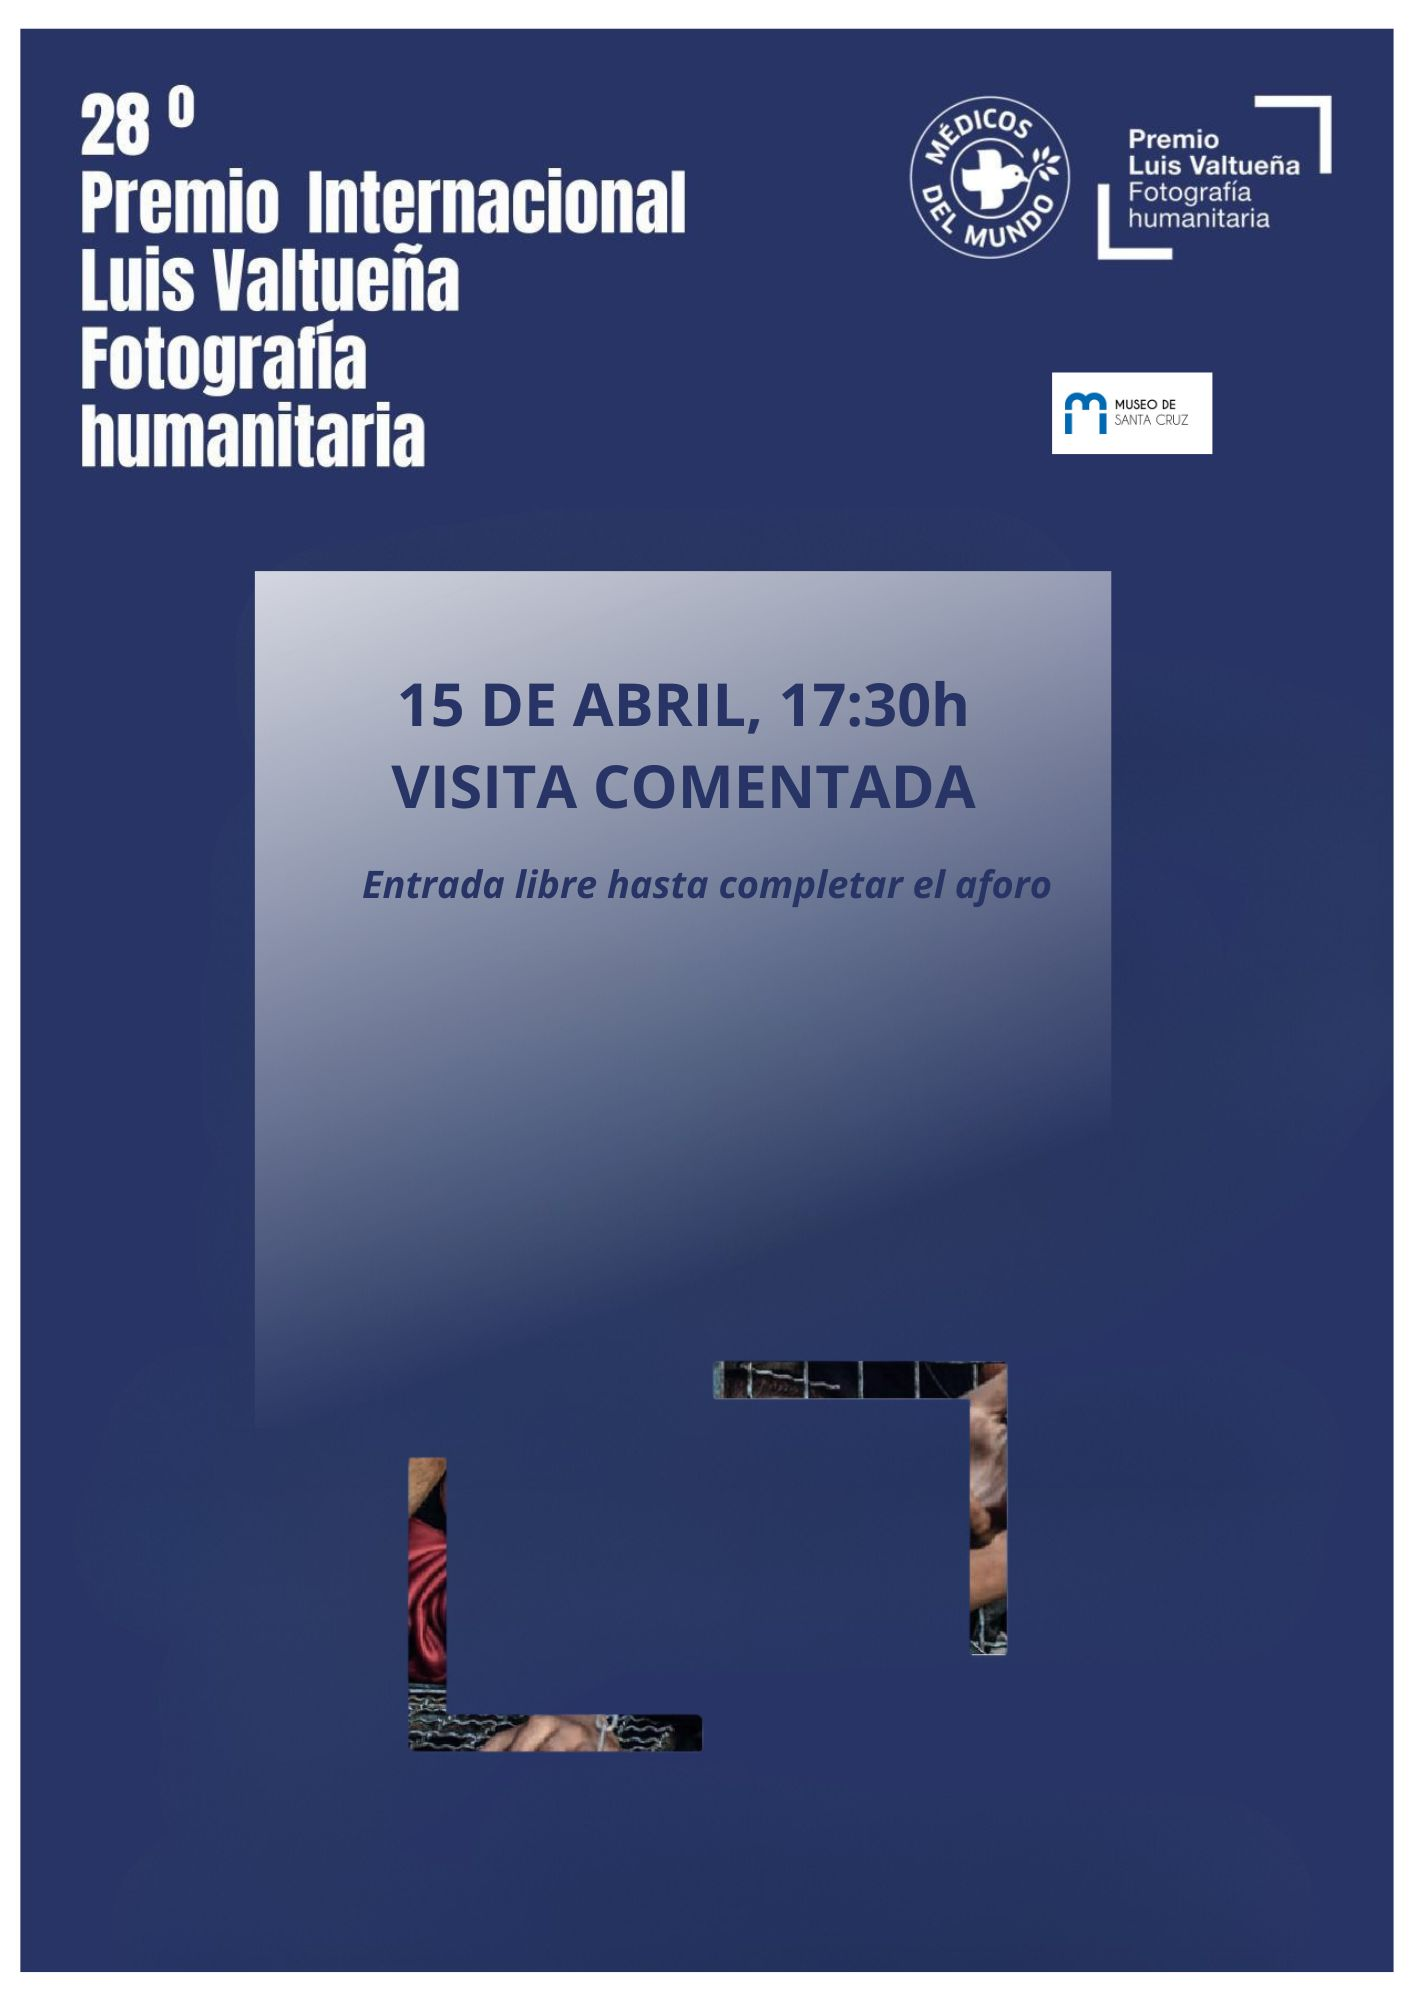 28 º
Premio Internacional
Luis Valtueña
Fotografía
humanitaria
MÉDICOS
DEL MUNDO
Premio
Luis Valtueña
Fotografía
humanitaria
MUSEO DE
SANTA CRUZ
15 DE ABRIL, 17:30h
VISITA COMENTADA
Entrada libre hasta completar el aforo